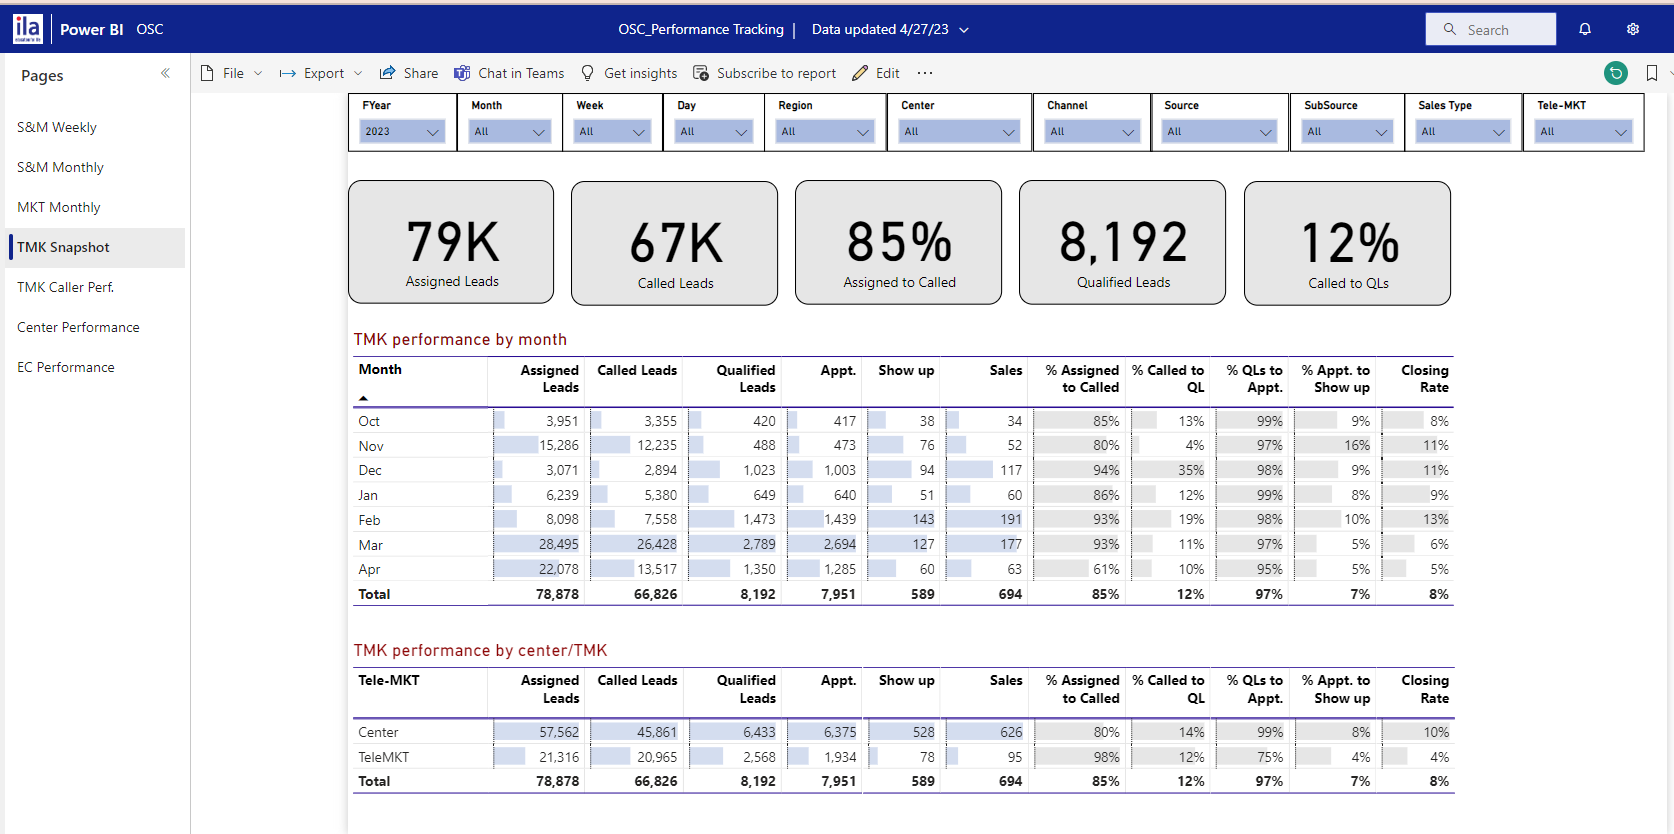 ila
Power BI OSC
OSC_Performance Tracking | Data updated 4/27/23
Search
Pages
File Export Share Chat in Teams Get insights Subscribe to report Edit ...
S&M Weekly
S&M Monthly
MKT Monthly
TMK Snapshot
TMK Caller Perf.
Center Performance
EC Performance
FYear Month Week Day Region Center Channel Source SubSource Sales Type Tele-MKT
2023 All All All All All All All All All All
79K 67K 85% 8,192 12%
Assigned Leads Called Leads Assigned to Called Qualified Leads Called to QLs
TMK performance by month
Month Assigned Leads Called Leads Qualified Leads Appt. Show up Sales % Assigned to Called % Called to QL % QLs to Appt. % Appt. to Show up Closing Rate
Oct 3,951 3,355 420 417 38 34 85% 13% 99% 9% 8%
Nov 15,286 12,235 488 473 76 52 80% 4% 97% 16% 11%
Dec 3,071 2,894 1,023 1,003 94 117 94% 35% 98% 9% 11%
Jan 6,239 5,380 649 640 51 60 86% 12% 99% 8% 9%
Feb 8,098 7,558 1,473 1,439 143 191 93% 19% 98% 10% 13%
Mar 28,495 26,428 2,789 2,694 127 177 93% 11% 97% 5% 6%
Apr 22,078 13,517 1,350 1,285 60 63 61% 10% 95% 5% 5%
Total 78,878 66,826 8,192 7,951 589 694 85% 12% 97% 7% 8%
TMK performance by center/TMK
Tele-MKT Assigned Leads Called Leads Qualified Leads Appt. Show up Sales % Assigned to Called % Called to QL % QLs to Appt. % Appt. to Show up Closing Rate
Center 57,562 45,861 6,433 6,375 528 626 80% 14% 99% 8% 10%
TeleMKT 21,316 20,965 2,568 1,934 78 95 98% 12% 75% 4% 4%
Total 78,878 66,826 8,192 7,951 589 694 85% 12% 97% 7% 8%